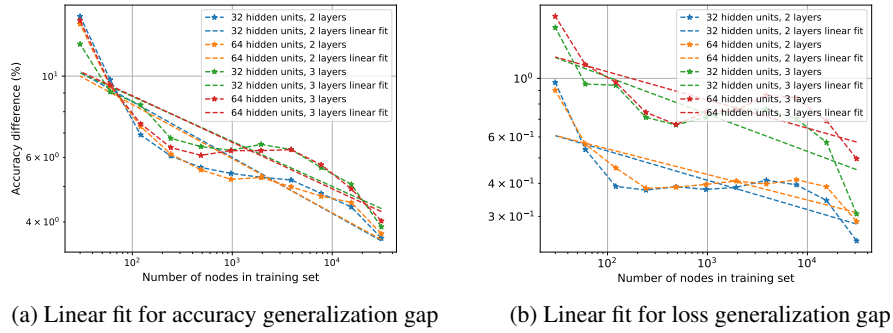 32 hidden units, 2 layers
32 hidden units, 2 layers linear fit
64 hidden units, 2 layers
64 hidden units, 2 layers linear fit
32 hidden units, 3 layers
32 hidden units, 3 layers linear fit
64 hidden units, 3 layers
64 hidden units, 3 layers linear fit
Accuracy difference (%)
10¹
6 × 10⁰
4 × 10⁰
10²
10³
10⁴
Number of nodes in training set
(a) Linear fit for accuracy generalization gap
32 hidden units, 2 layers
32 hidden units, 2 layers linear fit
64 hidden units, 2 layers
64 hidden units, 2 layers linear fit
32 hidden units, 3 layers
32 hidden units, 3 layers linear fit
64 hidden units, 3 layers
64 hidden units, 3 layers linear fit
10⁰
6 × 10⁻¹
4 × 10⁻¹
3 × 10⁻¹
10²
10³
10⁴
Number of nodes in training set
(b) Linear fit for loss generalization gap